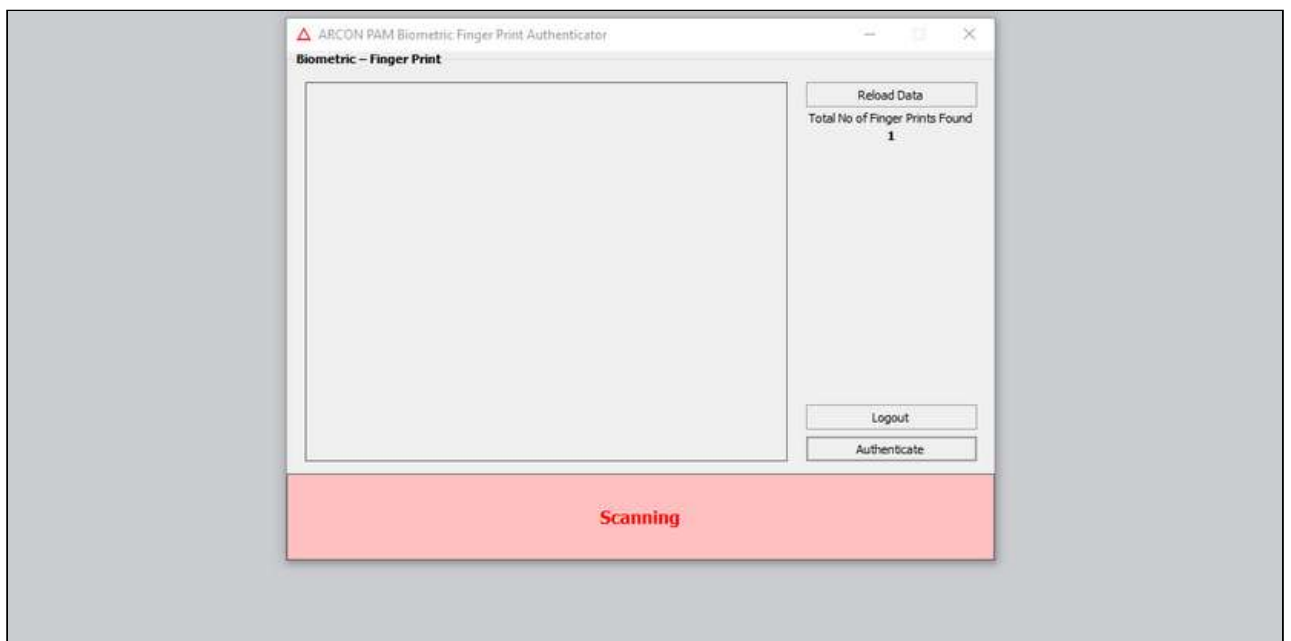 ARCON PAM Biometric Finger Print Authenticator
Biometric – Finger Print
Reload Data
Total No of Finger Prints Found
1
Logout
Authenticate
Scanning